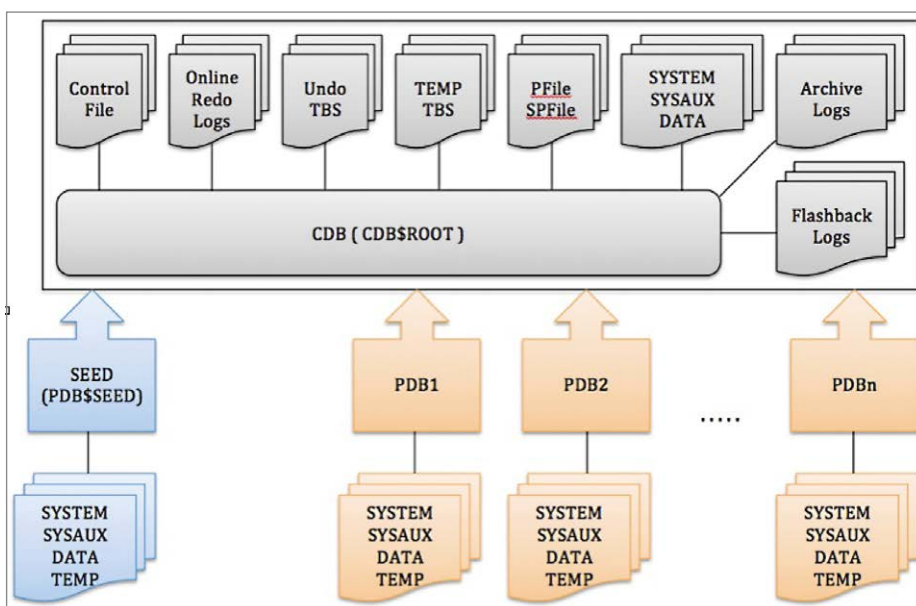 Control
File
Online
Redo
Logs
Undo
TBS
TEMP
TBS
PFile
SPFile
SYSTEM
SYSAUX
DATA
Archive
Logs
CDB ( CDB$ROOT )
Flashback
Logs
SEED
(PDB$SEED)
PDB1
PDB2
.....
PDBn
SYSTEM
SYSAUX
DATA
TEMP
SYSTEM
SYSAUX
DATA
TEMP
SYSTEM
SYSAUX
DATA
TEMP
SYSTEM
SYSAUX
DATA
TEMP